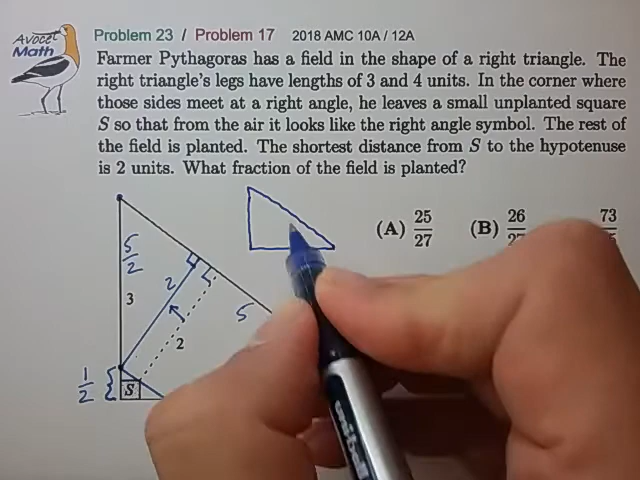 Avocet
Math
Problem 23 / Problem 17 2018 AMC 10A / 12A
Farmer Pythagoras has a field in the shape of a right triangle. The
right triangle's legs have lengths of 3 and 4 units. In the corner where
those sides meet at a right angle, he leaves a small unplanted square
S so that from the air it looks like the right angle symbol. The rest of
the field is planted. The shortest distance from S to the hypotenuse
is 2 units. What fraction of the field is planted?
(A) 25/27 (B) 26/27 73
5/2
2
3
5
2
1/2
S
uni